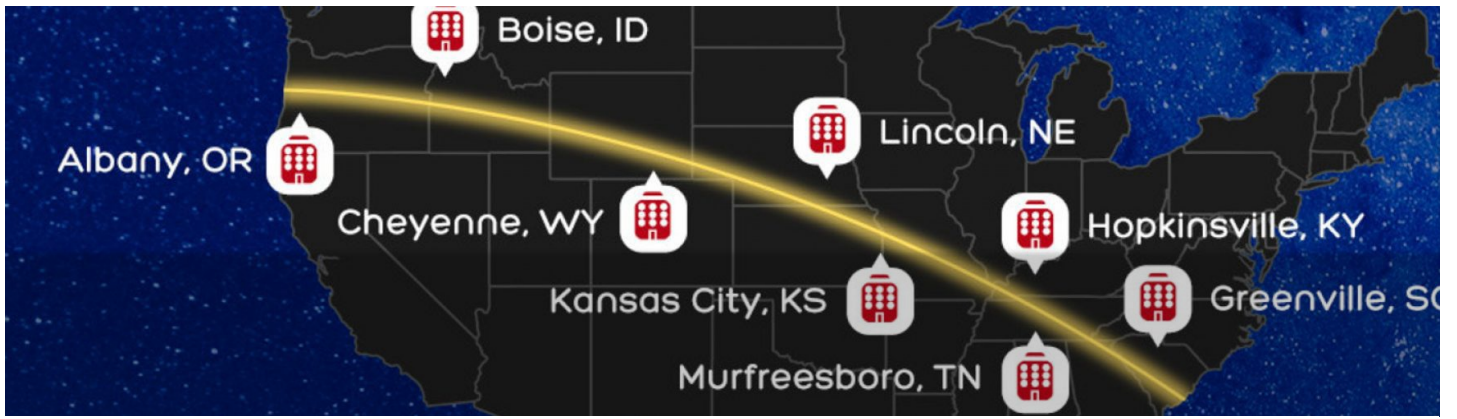 Boise, ID
Albany, OR
Lincoln, NE
Cheyenne, WY
Hopkinsville, KY
Kansas City, KS
Greenville, SC
Murfreesboro, TN